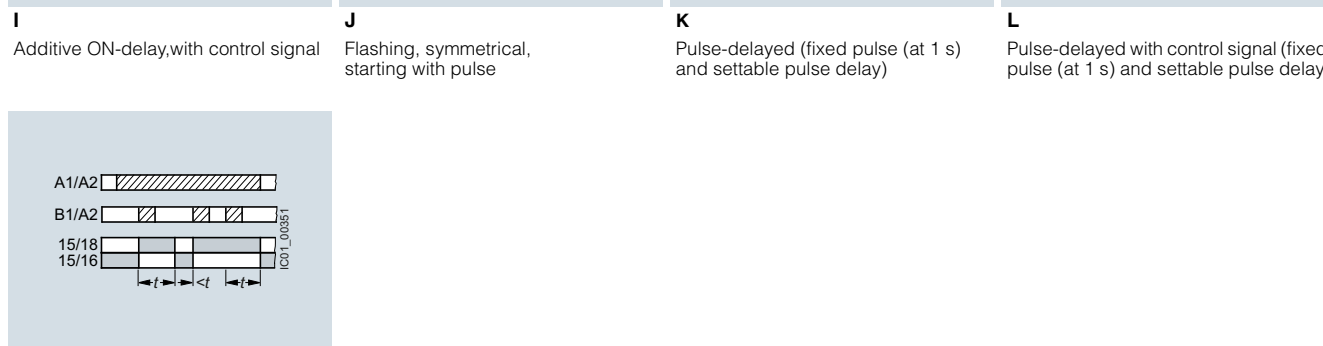 I
Additive ON-delay,with control signal
J
Flashing, symmetrical,
starting with pulse
K
Pulse-delayed (fixed pulse (at 1 s)
and settable pulse delay)
L
Pulse-delayed with control signal (fixed
pulse (at 1 s) and settable pulse delay
A1/A2
B1/A2
15/18
15/16
t
<t
t
IC01_00351